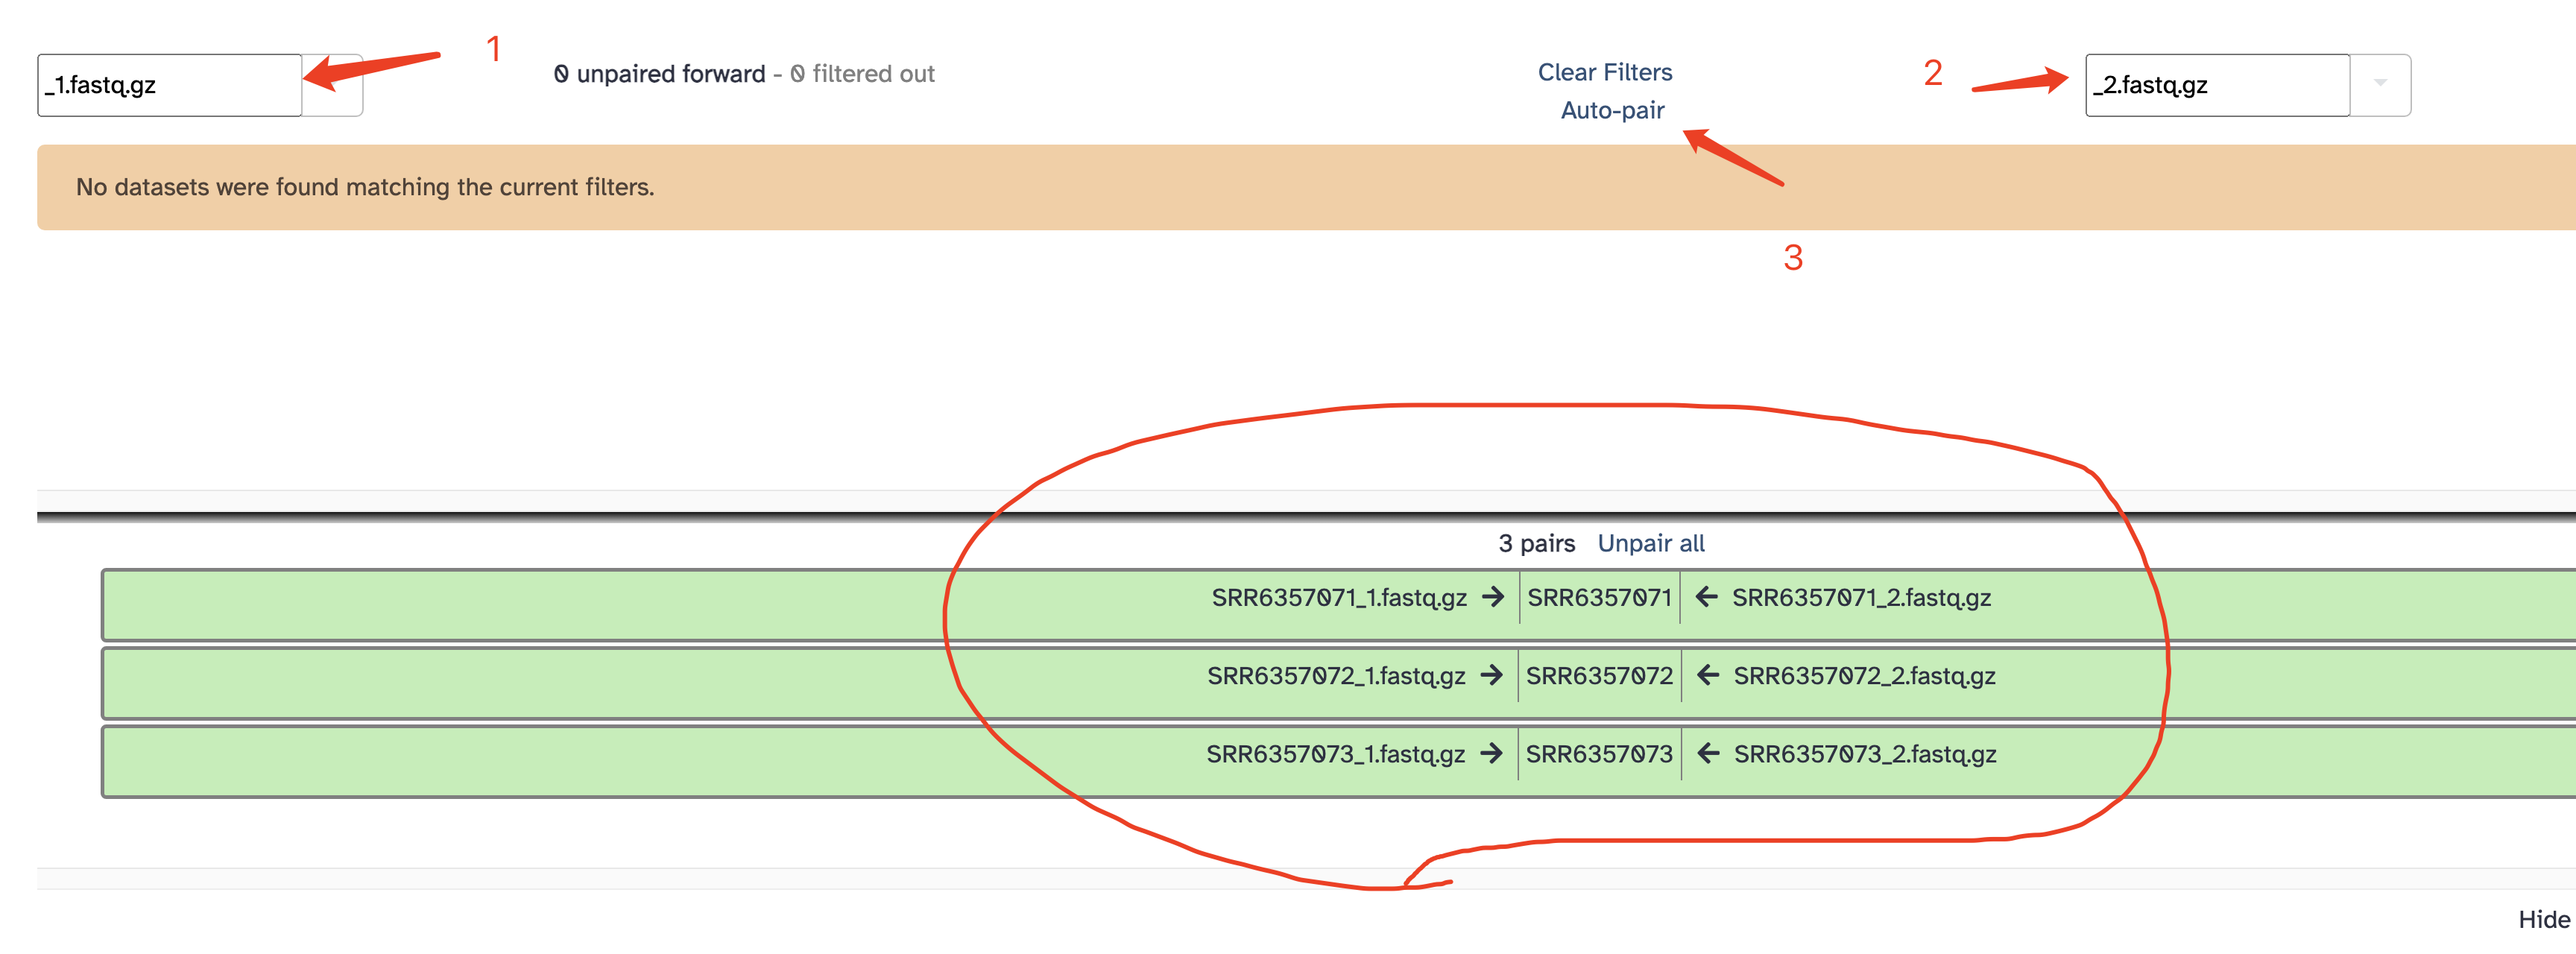 1
_1.fastq.gz
0 unpaired forward - 0 filtered out
Clear Filters
Auto-pair
2
_2.fastq.gz
No datasets were found matching the current filters.
3
3 pairs Unpair all
SRR6357071_1.fastq.gz → SRR6357071 ← SRR6357071_2.fastq.gz
SRR6357072_1.fastq.gz → SRR6357072 ← SRR6357072_2.fastq.gz
SRR6357073_1.fastq.gz → SRR6357073 ← SRR6357073_2.fastq.gz
Hide